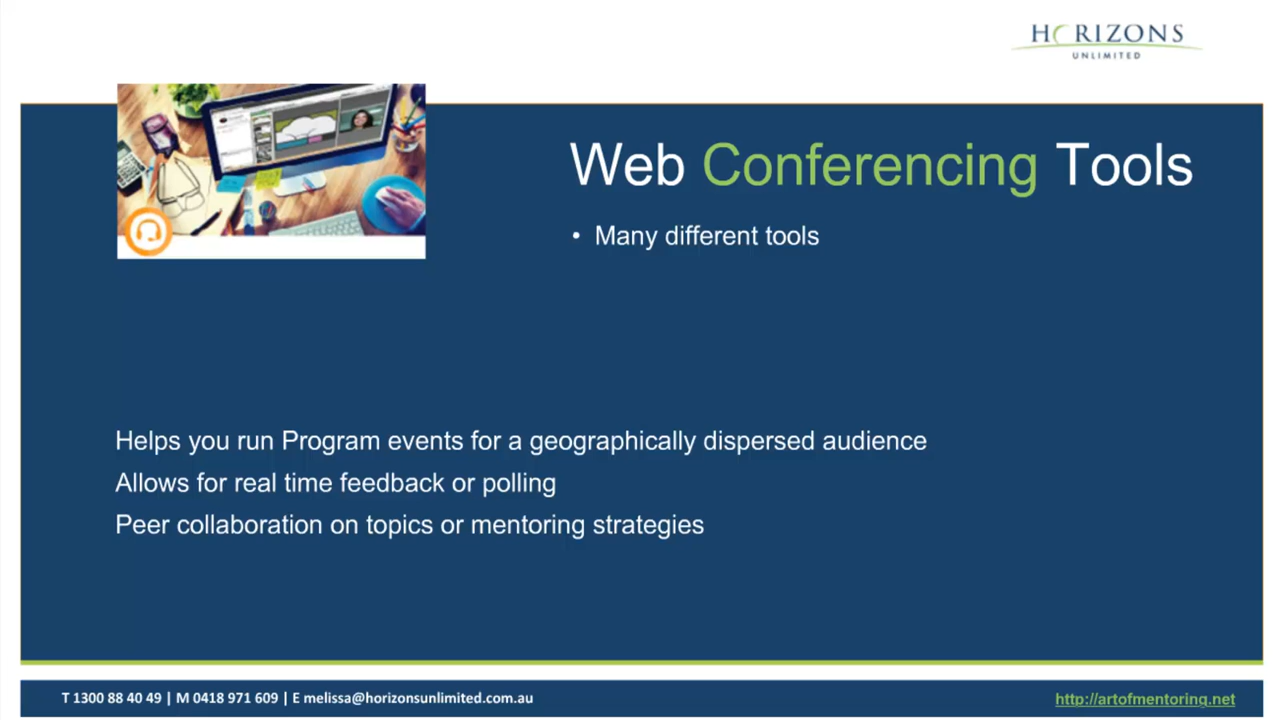 HORIZONS
UNLIMITED
Web Conferencing Tools
• Many different tools
Helps you run Program events for a geographically dispersed audience
Allows for real time feedback or polling
Peer collaboration on topics or mentoring strategies
T 1300 88 40 49 | M 0418 971 609 | E melissa@horizonsunlimited.com.au
http://artofmentoring.net